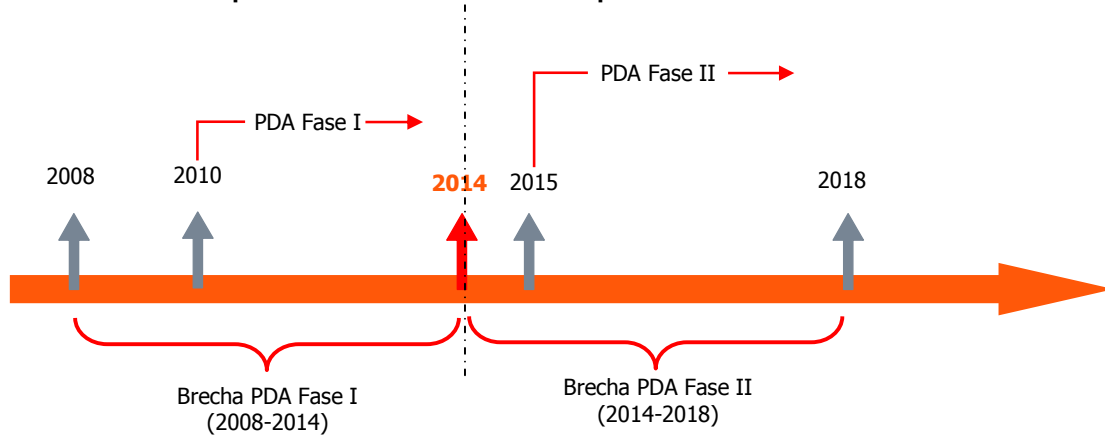 PDA Fase II
PDA Fase I
2008
2010
2014
2015
2018
Brecha PDA Fase I
(2008-2014)
Brecha PDA Fase II
(2014-2018)